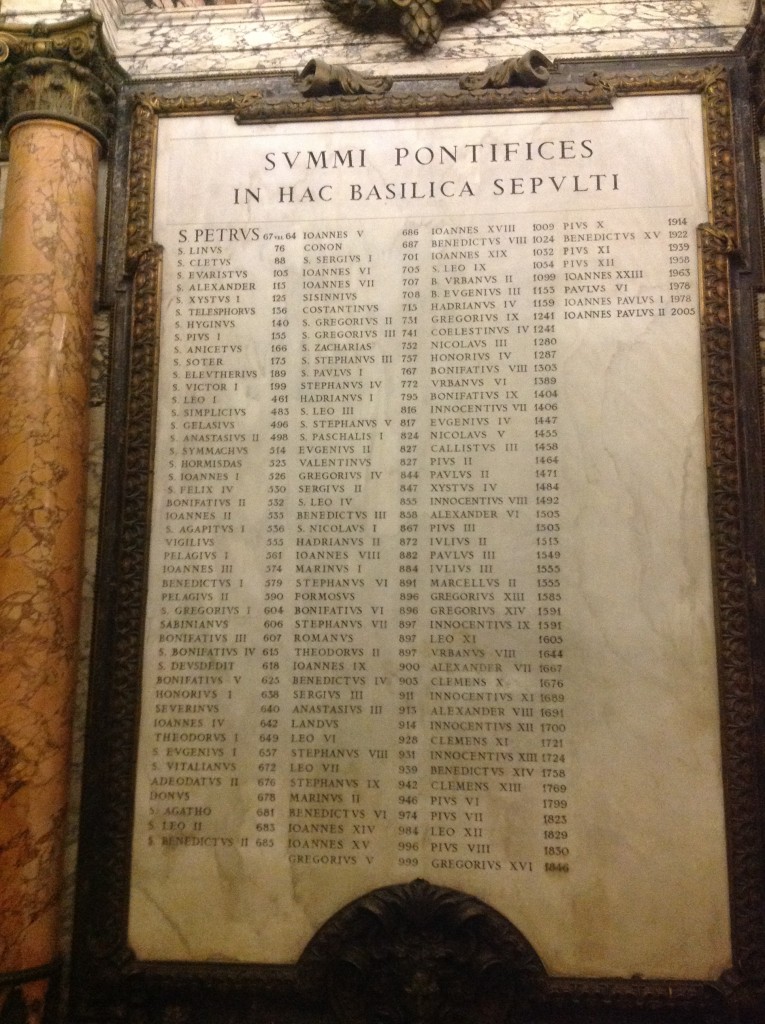 SVMMI PONTIFICES
IN HAC BASILICA SEPVLTI
S. PETRVS 67 vel 64
S. LINVS 76
S. CLETVS 88
S. EVARISTVS 105
S. ALEXANDER 115
S. XYSTVS I 125
S. TELESPHORVS 136
S. HYGINVS 140
S. PIVS I 155
S. ANICETVS 166
S. SOTER 175
S. ELEVTHERIVS 189
S. VICTOR I 199
S. LEO I 461
S. SIMPLICIVS 483
S. GELASIVS 496
S. ANASTASIVS II 498
S. SYMMACHVS 514
S. HORMISDAS 523
S. IOANNES I 526
S. FELIX IV 530
BONIFATIVS II 532
IOANNES II 535
S. AGAPITVS I 536
VIGILIVS 555
PELAGIVS I 561
IOANNES III 574
BENEDICTVS I 579
PELAGIVS II 590
S. GREGORIVS I 604
SABINIANVS 606
BONIFATIVS III 607
S. BONIFATIVS IV 615
S. DEVSDEDIT 618
BONIFATIVS V 625
HONORIVS I 638
SEVERINVS 640
IOANNES IV 642
THEODORVS I 649
S. EVGENIVS I 657
S. VITALIANVS 672
ADEODATVS II 676
DONVS 678
S. AGATHO 681
S. LEO II 683
S. BENEDICTVS II 685
IOANNES V 686
CONON 687
S. SERGIVS I 701
IOANNES VI 705
IOANNES VII 707
SISINNIVS 708
COSTANTINVS 715
S. GREGORIVS II 731
S. GREGORIVS III 741
S. ZACHARIAS 752
S. STEPHANVS III 757
S. PAVLVS I 767
STEPHANVS IV 772
HADRIANVS I 795
S. LEO III 816
S. STEPHANVS V 817
S. PASCHALIS I 824
EVGENIVS II 827
VALENTINVS 827
GREGORIVS IV 844
SERGIVS II 847
S. LEO IV 855
BENEDICTVS III 858
S. NICOLAVS I 867
HADRIANVS II 872
IOANNES VIII 882
MARINVS I 884
STEPHANVS VI 891
FORMOSVS 896
BONIFATIVS VI 896
STEPHANVS VII 897
ROMANVS 897
THEODORVS II 897
IOANNES IX 900
BENEDICTVS IV 903
SERGIVS III 911
ANASTASIVS III 913
LANDVS 914
LEO VI 928
STEPHANVS VIII 931
LEO VII 939
STEPHANVS IX 942
MARINVS II 946
BENEDICTVS VI 974
IOANNES XIV 984
IOANNES XV 996
GREGORIVS V 999
IOANNES XVIII 1009
BENEDICTVS VIII 1024
IOANNES XIX 1032
S. LEO IX 1054
B. VRBANVS II 1099
B. EVGENIVS III 1153
HADRIANVS IV 1159
GREGORIVS IX 1241
COELESTINVS IV 1241
NICOLAVS III 1280
HONORIVS IV 1287
BONIFATIVS VIII 1303
VRBANVS VI 1389
BONIFATIVS IX 1404
INNOCENTIVS VII 1406
EVGENIVS IV 1447
NICOLAVS V 1455
CALLISTVS III 1458
PIVS II 1464
PAVLVS II 1471
XYSTVS IV 1484
INNOCENTIVS VIII 1492
ALEXANDER VI 1503
PIVS III 1503
IVLIVS II 1513
PAVLVS III 1549
IVLIVS III 1555
MARCELLVS II 1555
GREGORIVS XIII 1585
GREGORIVS XIV 1591
INNOCENTIVS IX 1591
LEO XI 1605
VRBANVS VIII 1644
ALEXANDER VII 1667
CLEMENS X 1676
INNOCENTIVS XI 1689
ALEXANDER VIII 1691
INNOCENTIVS XII 1700
CLEMENS XI 1721
INNOCENTIVS XIII 1724
BENEDICTVS XIV 1758
CLEMENS XIII 1769
PIVS VI 1799
PIVS VII 1823
LEO XII 1829
PIVS VIII 1830
GREGORIVS XVI 1846
PIVS X 1914
BENEDICTVS XV 1922
PIVS XI 1939
PIVS XII 1958
IOANNES XXIII 1963
PAVLVS VI 1978
IOANNES PAVLVS I 1978
IOANNES PAVLVS II 2005